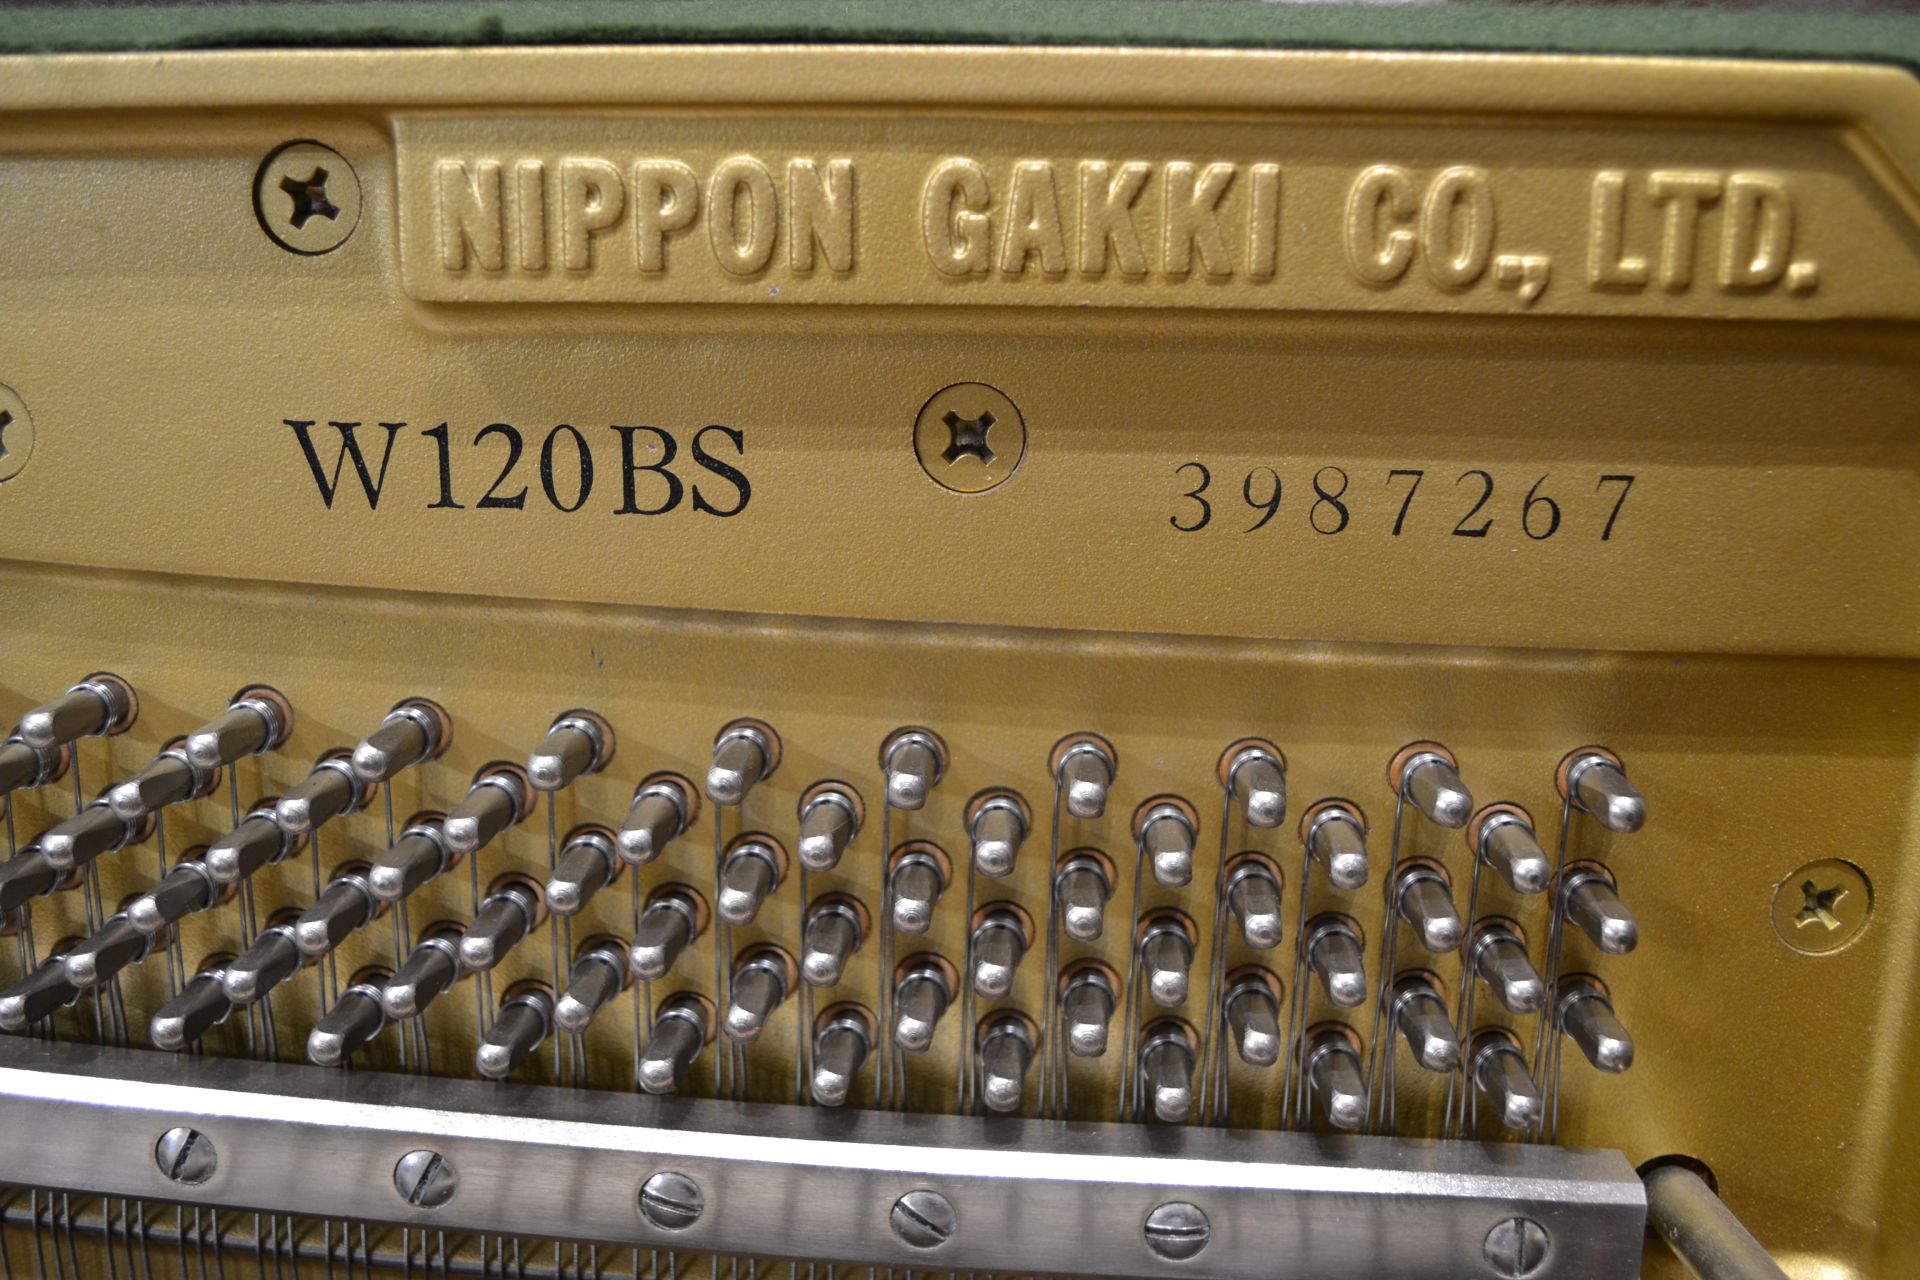 NIPPON GAKKI CO., LTD.
W120BS 3987267